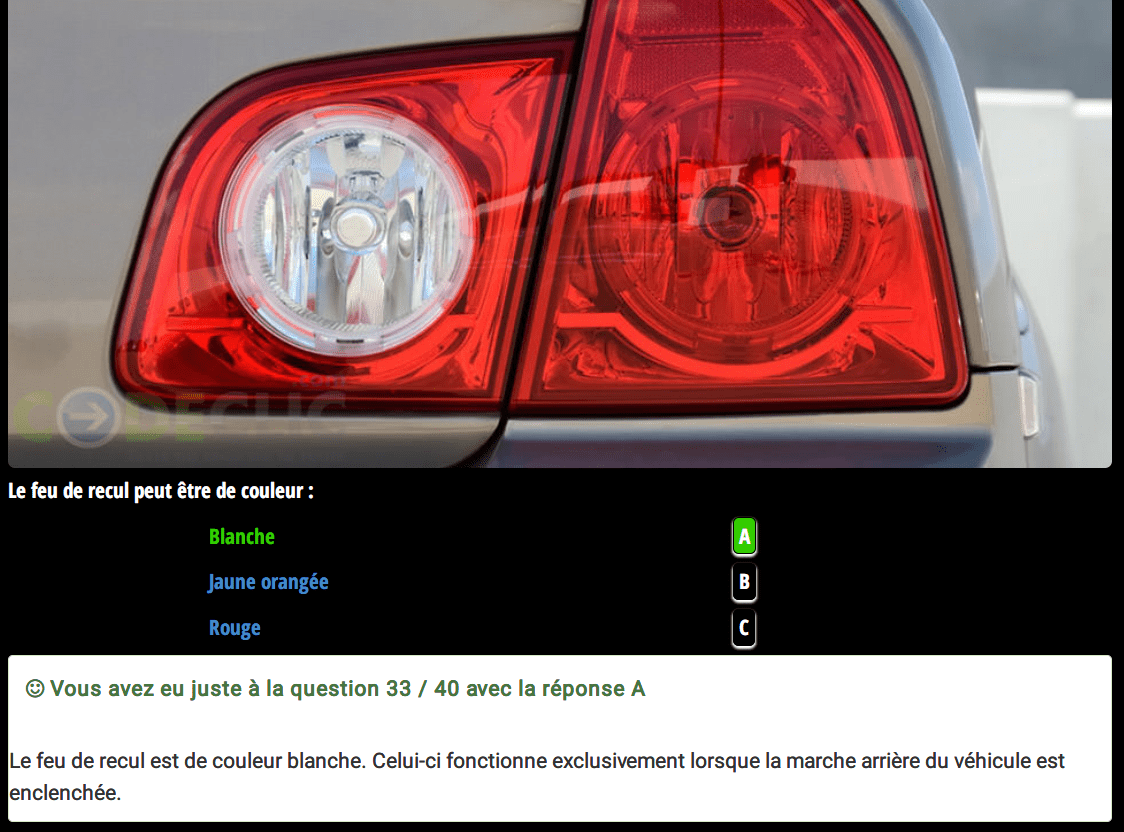 CODECLIC
Le feu de recul peut être de couleur :
Blanche A
Jaune orangée B
Rouge C
Vous avez eu juste à la question 33 / 40 avec la réponse A
Le feu de recul est de couleur blanche. Celui-ci fonctionne exclusivement lorsque la marche arrière du véhicule est
enclenchée.